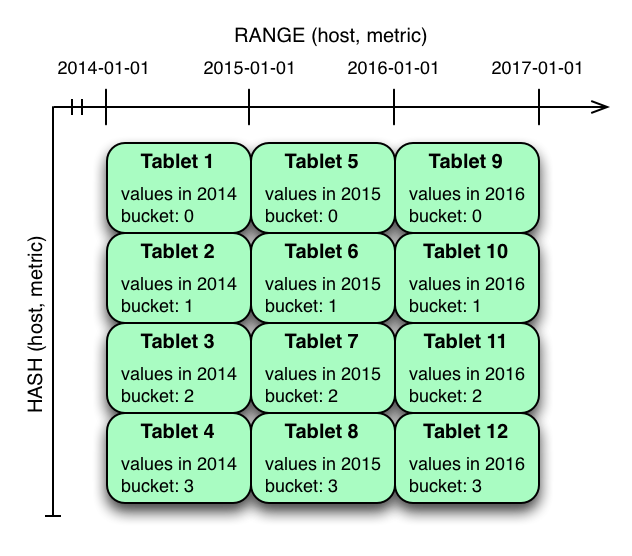 RANGE (host, metric)
2014-01-01 2015-01-01 2016-01-01 2017-01-01
HASH (host, metric)
Tablet 1
values in 2014
bucket: 0
Tablet 5
values in 2015
bucket: 0
Tablet 9
values in 2016
bucket: 0
Tablet 2
values in 2014
bucket: 1
Tablet 6
values in 2015
bucket: 1
Tablet 10
values in 2016
bucket: 1
Tablet 3
values in 2014
bucket: 2
Tablet 7
values in 2015
bucket: 2
Tablet 11
values in 2016
bucket: 2
Tablet 4
values in 2014
bucket: 3
Tablet 8
values in 2015
bucket: 3
Tablet 12
values in 2016
bucket: 3